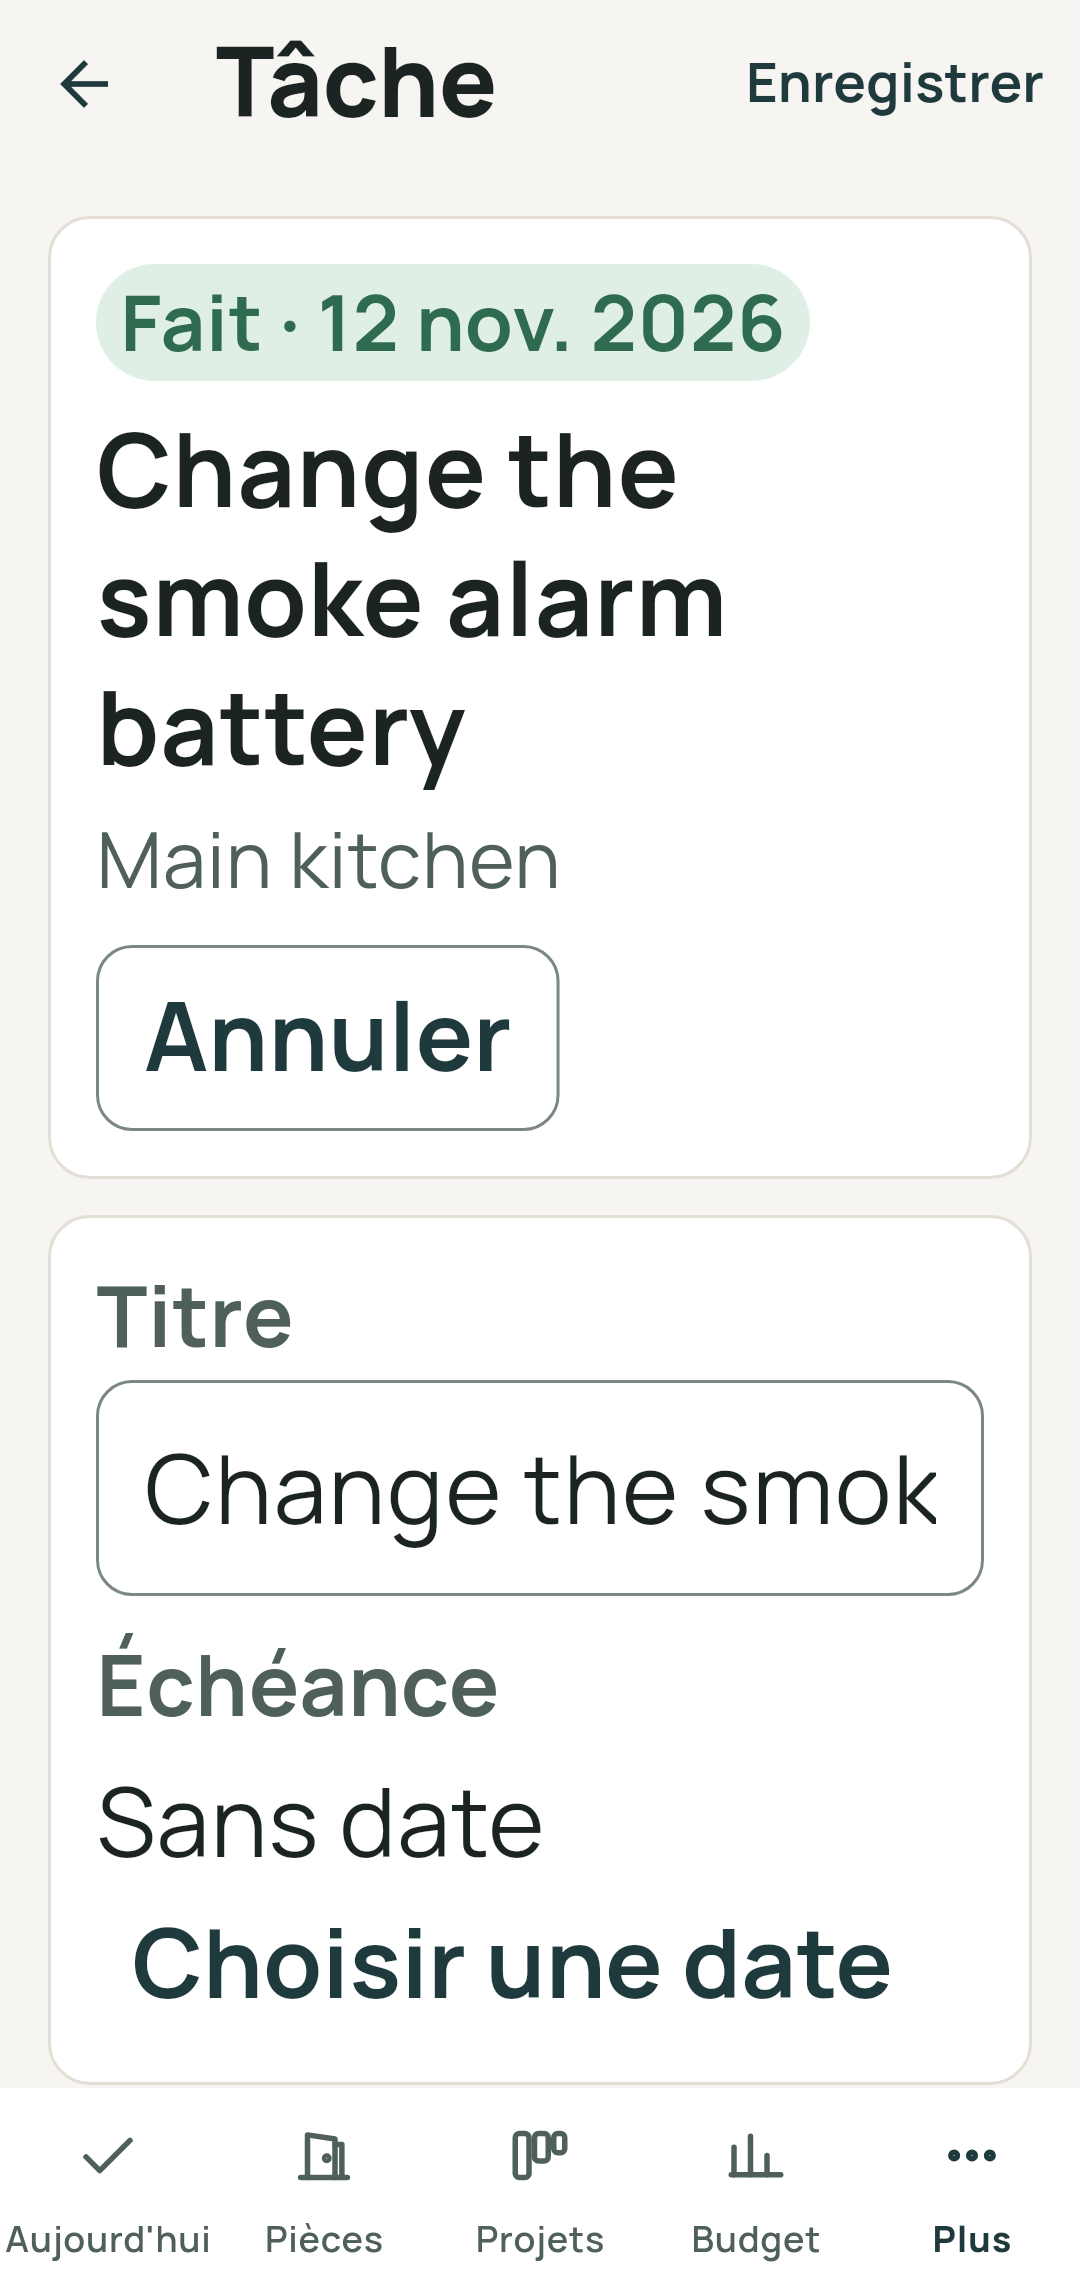 Tâche
Enregistrer
Fait · 12 nov. 2026
Change the
smoke alarm
battery
Main kitchen
Annuler
Titre
Change the smok
Échéance
Sans date
Choisir une date
Aujourd'hui
Pièces
Projets
Budget
Plus